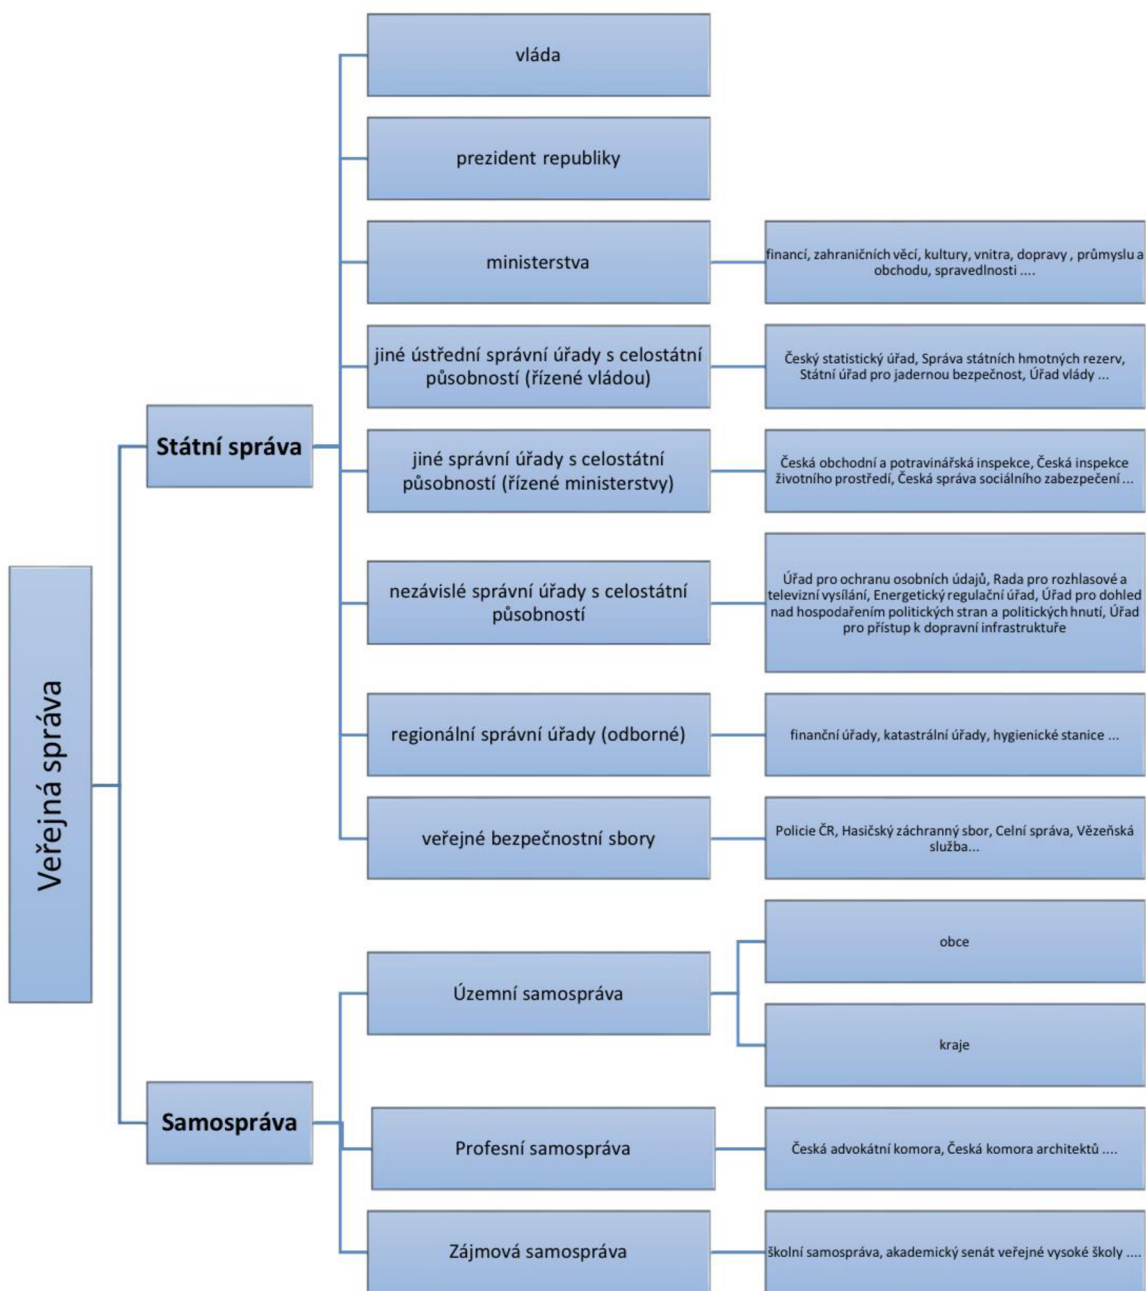 Veřejná správa
Státní správa
vláda
prezident republiky
ministerstva
financí, zahraničních věcí, kultury, vnitra, dopravy , průmyslu a
obchodu, spravedlnosti ....
jiné ústřední správní úřady s celostátní
působností (řízené vládou)
Český statistický úřad, Správa státních hmotných rezerv,
Státní úřad pro jadernou bezpečnost, Úřad vlády ...
jiné správní úřady s celostátní
působností (řízené ministerstvy)
Česká obchodní a potravinářská inspekce, Česká inspekce
životního prostředí, Česká správa sociálního zabezpečení ...
nezávislé správní úřady s celostátní
působností
Úřad pro ochranu osobních údajů, Rada pro rozhlasové a
televizní vysílání, Energetický regulační úřad, Úřad pro dohled
nad hospodařením politických stran a politických hnutí, Úřad
pro přístup k dopravní infrastruktuře
regionální správní úřady (odborné)
finanční úřady, katastrální úřady, hygienické stanice ...
veřejné bezpečnostní sbory
Policie ČR, Hasičský záchranný sbor, Celní správa, Vězeňská
služba...
Samospráva
Územní samospráva
obce
kraje
Profesní samospráva
Česká advokátní komora, Česká komora architektů ....
Zájmová samospráva
školní samospráva, akademický senát veřejné vysoké školy ....